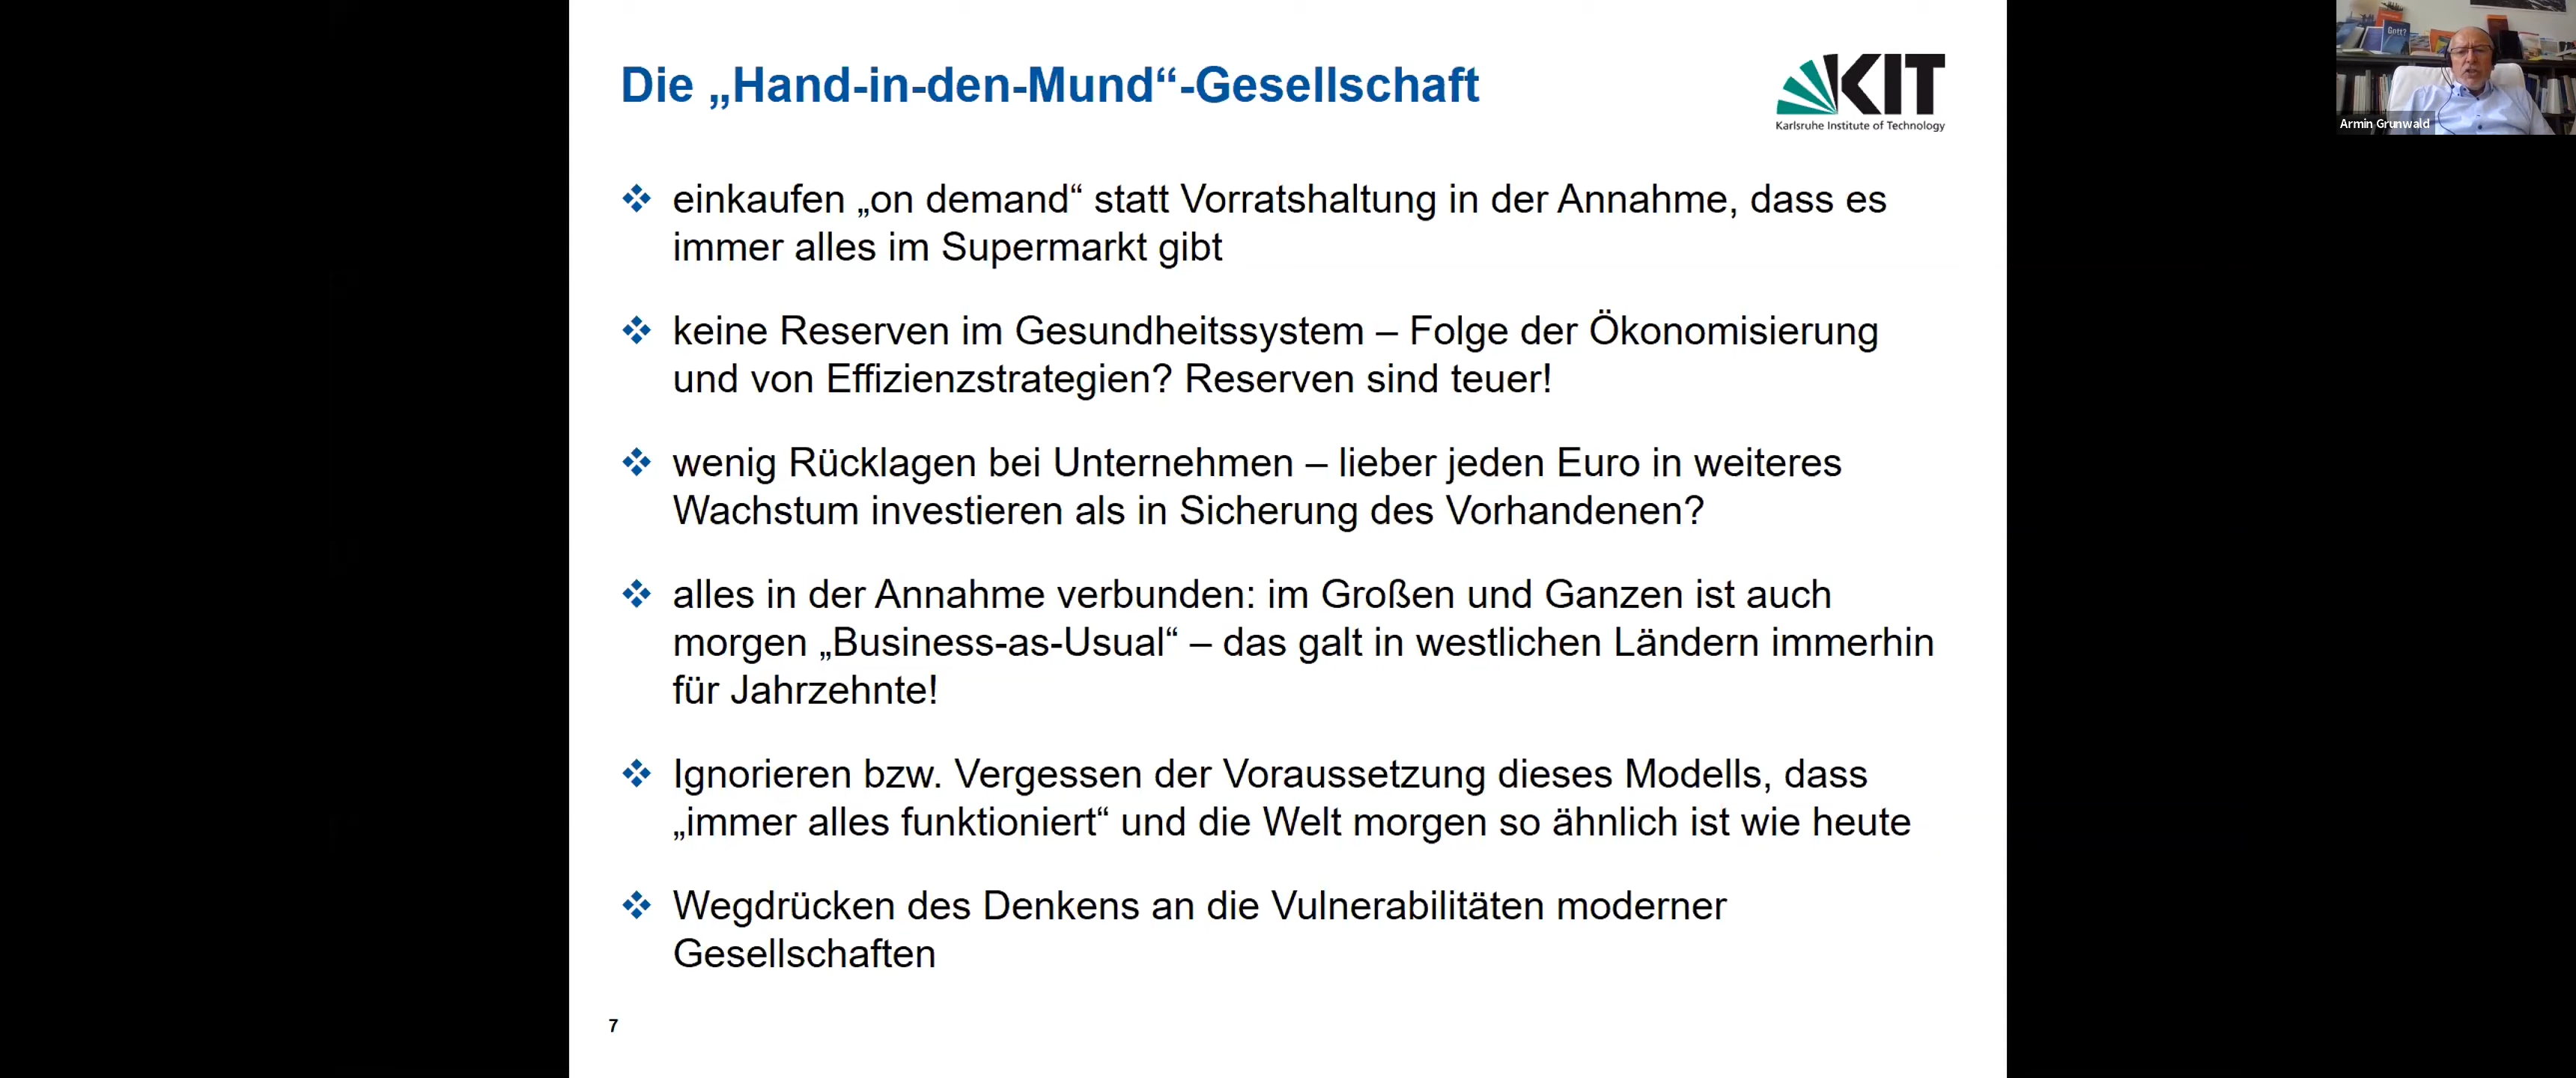 Die „Hand-in-den-Mund“-Gesellschaft
KIT
Karlsruhe Institute of Technology
einkaufen „on demand“ statt Vorratshaltung in der Annahme, dass es
immer alles im Supermarkt gibt
keine Reserven im Gesundheitssystem – Folge der Ökonomisierung
und von Effizienzstrategien? Reserven sind teuer!
wenig Rücklagen bei Unternehmen – lieber jeden Euro in weiteres
Wachstum investieren als in Sicherung des Vorhandenen?
alles in der Annahme verbunden: im Großen und Ganzen ist auch
morgen „Business-as-Usual“ – das galt in westlichen Ländern immerhin
für Jahrzehnte!
Ignorieren bzw. Vergessen der Voraussetzung dieses Modells, dass
„immer alles funktioniert“ und die Welt morgen so ähnlich ist wie heute
Wegdrücken des Denkens an die Vulnerabilitäten moderner
Gesellschaften
7
Gott?
Armin Grunwald